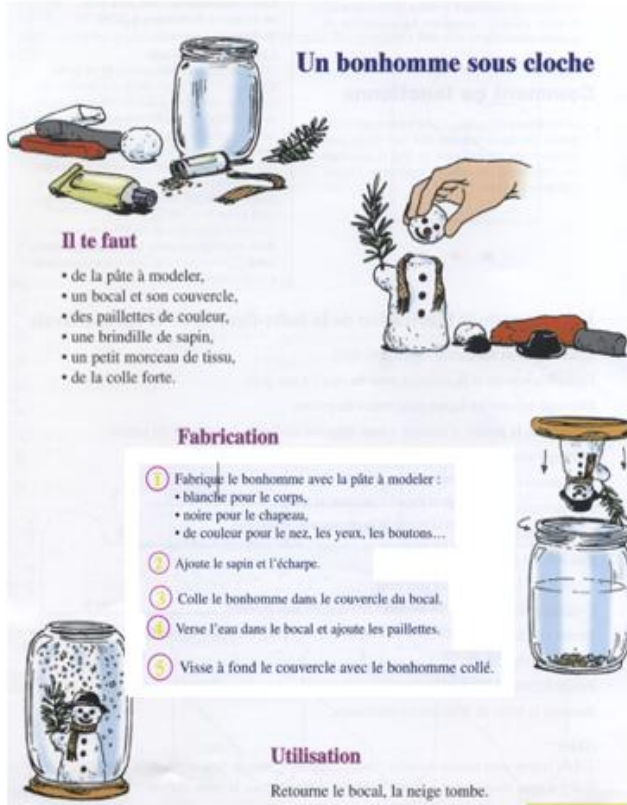 Un bonhomme sous cloche
Il te faut
• de la pâte à modeler,
• un bocal et son couvercle,
• des paillettes de couleur,
• une brindille de sapin,
• un petit morceau de tissu,
• de la colle forte.
Fabrication
1 Fabrique le bonhomme avec la pâte à modeler :
• blanche pour le corps,
• noire pour le chapeau,
• de couleur pour le nez, les yeux, les boutons…
2 Ajoute le sapin et l'écharpe.
3 Colle le bonhomme dans le couvercle du bocal.
4 Verse l'eau dans le bocal et ajoute les paillettes.
5 Visse à fond le couvercle avec le bonhomme collé.
Utilisation
Retourne le bocal, la neige tombe.